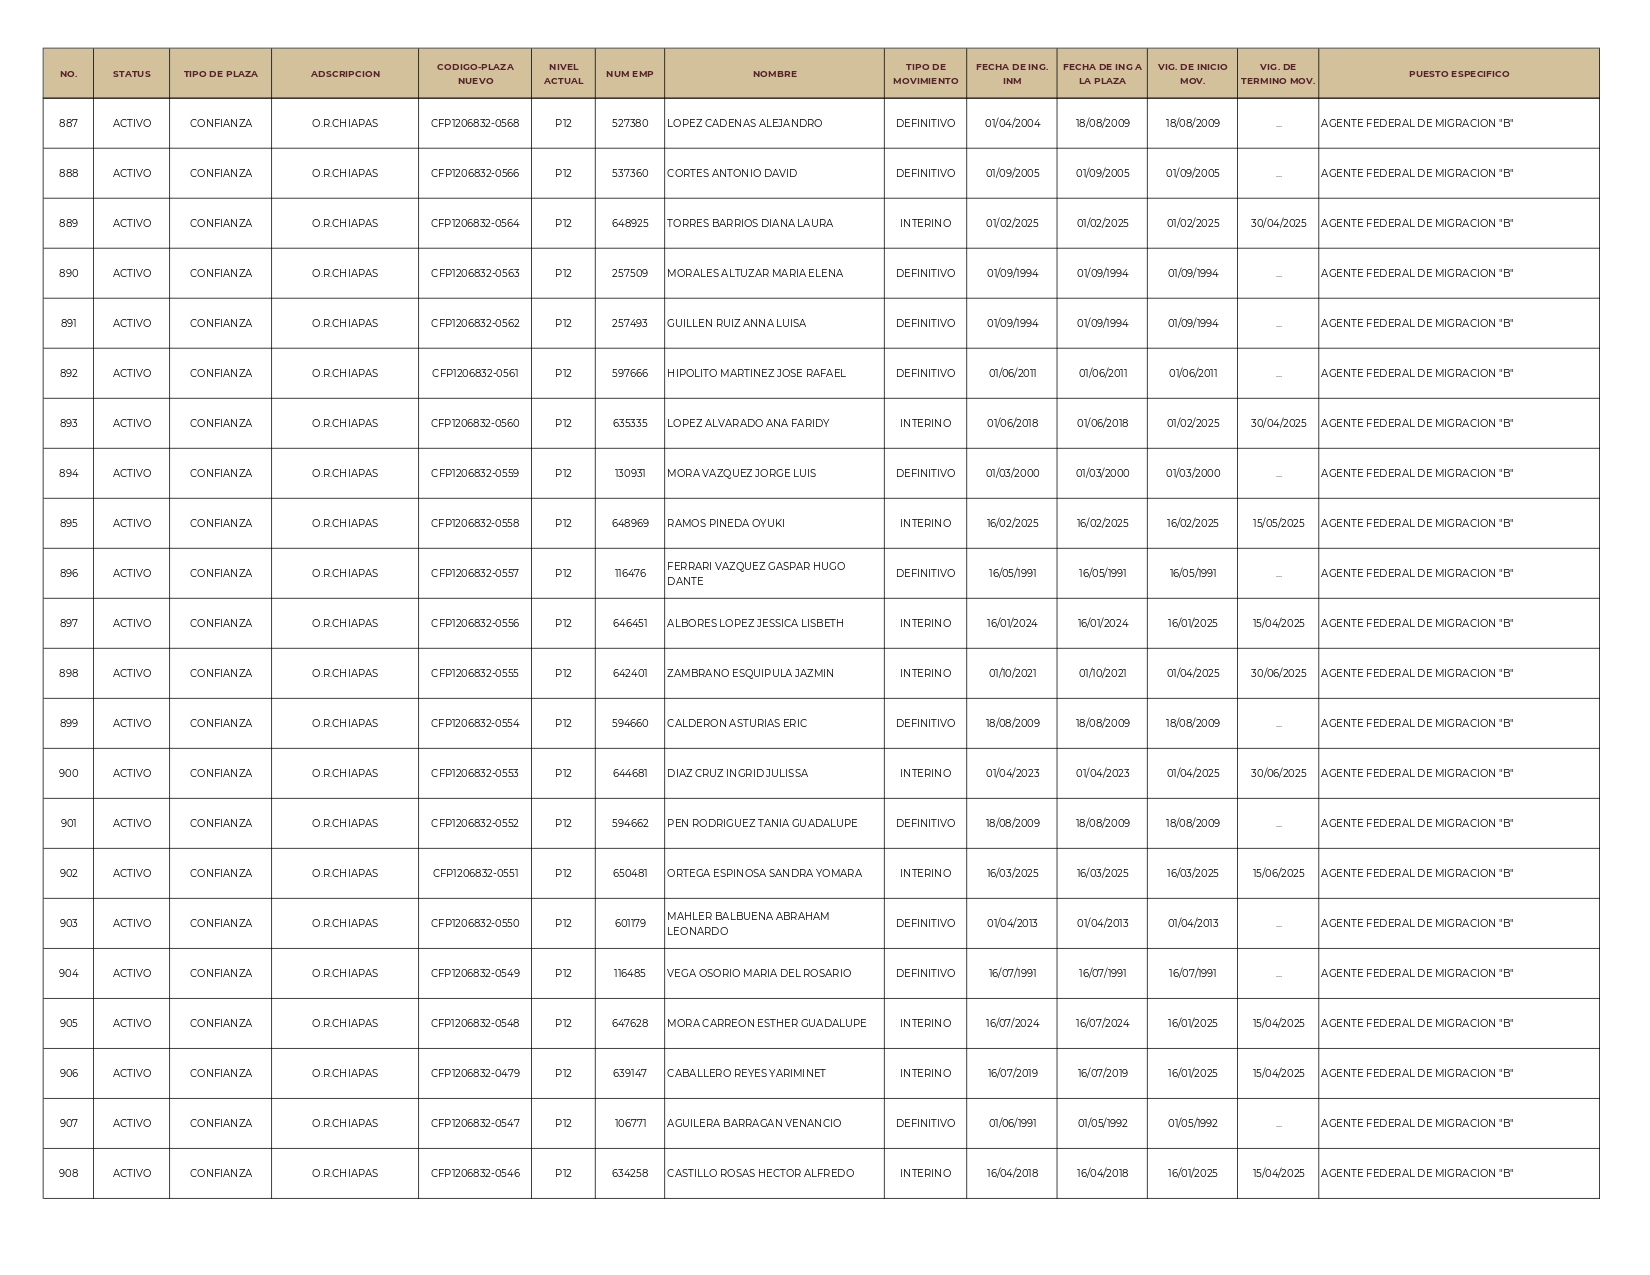 NO. STATUS TIPO DE PLAZA ADSCRIPCION CODIGO-PLAZA NUEVO NIVEL ACTUAL NUM EMP NOMBRE TIPO DE MOVIMIENTO FECHA DE ING. INM FECHA DE ING A LA PLAZA VIG. DE INICIO MOV. VIG. DE TERMINO MOV. PUESTO ESPECIFICO
887 ACTIVO CONFIANZA O.R.CHIAPAS CFP1206832-0568 P12 527380 LOPEZ CADENAS ALEJANDRO DEFINITIVO 01/04/2004 18/08/2009 18/08/2009 ... AGENTE FEDERAL DE MIGRACION "B"
888 ACTIVO CONFIANZA O.R.CHIAPAS CFP1206832-0566 P12 537360 CORTES ANTONIO DAVID DEFINITIVO 01/09/2005 01/09/2005 01/09/2005 ... AGENTE FEDERAL DE MIGRACION "B"
889 ACTIVO CONFIANZA O.R.CHIAPAS CFP1206832-0564 P12 648925 TORRES BARRIOS DIANA LAURA INTERINO 01/02/2025 01/02/2025 01/02/2025 30/04/2025 AGENTE FEDERAL DE MIGRACION "B"
890 ACTIVO CONFIANZA O.R.CHIAPAS CFP1206832-0563 P12 257509 MORALES ALTUZAR MARIA ELENA DEFINITIVO 01/09/1994 01/09/1994 01/09/1994 ... AGENTE FEDERAL DE MIGRACION "B"
891 ACTIVO CONFIANZA O.R.CHIAPAS CFP1206832-0562 P12 257493 GUILLEN RUIZ ANNA LUISA DEFINITIVO 01/09/1994 01/09/1994 01/09/1994 ... AGENTE FEDERAL DE MIGRACION "B"
892 ACTIVO CONFIANZA O.R.CHIAPAS CFP1206832-0561 P12 597666 HIPOLITO MARTINEZ JOSE RAFAEL DEFINITIVO 01/06/2011 01/06/2011 01/06/2011 ... AGENTE FEDERAL DE MIGRACION "B"
893 ACTIVO CONFIANZA O.R.CHIAPAS CFP1206832-0560 P12 635335 LOPEZ ALVARADO ANA FARIDY INTERINO 01/06/2018 01/06/2018 01/02/2025 30/04/2025 AGENTE FEDERAL DE MIGRACION "B"
894 ACTIVO CONFIANZA O.R.CHIAPAS CFP1206832-0559 P12 130931 MORA VAZQUEZ JORGE LUIS DEFINITIVO 01/03/2000 01/03/2000 01/03/2000 ... AGENTE FEDERAL DE MIGRACION "B"
895 ACTIVO CONFIANZA O.R.CHIAPAS CFP1206832-0558 P12 648969 RAMOS PINEDA OYUKI INTERINO 16/02/2025 16/02/2025 16/02/2025 15/05/2025 AGENTE FEDERAL DE MIGRACION "B"
896 ACTIVO CONFIANZA O.R.CHIAPAS CFP1206832-0557 P12 116476 FERRARI VAZQUEZ GASPAR HUGO DANTE DEFINITIVO 16/05/1991 16/05/1991 16/05/1991 ... AGENTE FEDERAL DE MIGRACION "B"
897 ACTIVO CONFIANZA O.R.CHIAPAS CFP1206832-0556 P12 646451 ALBORES LOPEZ JESSICA LISBETH INTERINO 16/01/2024 16/01/2024 16/01/2025 15/04/2025 AGENTE FEDERAL DE MIGRACION "B"
898 ACTIVO CONFIANZA O.R.CHIAPAS CFP1206832-0555 P12 642401 ZAMBRANO ESQUIPULA JAZMIN INTERINO 01/10/2021 01/10/2021 01/04/2025 30/06/2025 AGENTE FEDERAL DE MIGRACION "B"
899 ACTIVO CONFIANZA O.R.CHIAPAS CFP1206832-0554 P12 594660 CALDERON ASTURIAS ERIC DEFINITIVO 18/08/2009 18/08/2009 18/08/2009 ... AGENTE FEDERAL DE MIGRACION "B"
900 ACTIVO CONFIANZA O.R.CHIAPAS CFP1206832-0553 P12 644681 DIAZ CRUZ INGRID JULISSA INTERINO 01/04/2023 01/04/2023 01/04/2025 30/06/2025 AGENTE FEDERAL DE MIGRACION "B"
901 ACTIVO CONFIANZA O.R.CHIAPAS CFP1206832-0552 P12 594662 PEN RODRIGUEZ TANIA GUADALUPE DEFINITIVO 18/08/2009 18/08/2009 18/08/2009 ... AGENTE FEDERAL DE MIGRACION "B"
902 ACTIVO CONFIANZA O.R.CHIAPAS CFP1206832-0551 P12 650481 ORTEGA ESPINOSA SANDRA YOMARA INTERINO 16/03/2025 16/03/2025 16/03/2025 15/06/2025 AGENTE FEDERAL DE MIGRACION "B"
903 ACTIVO CONFIANZA O.R.CHIAPAS CFP1206832-0550 P12 601179 MAHLER BALBUENA ABRAHAM LEONARDO DEFINITIVO 01/04/2013 01/04/2013 01/04/2013 ... AGENTE FEDERAL DE MIGRACION "B"
904 ACTIVO CONFIANZA O.R.CHIAPAS CFP1206832-0549 P12 116485 VEGA OSORIO MARIA DEL ROSARIO DEFINITIVO 16/07/1991 16/07/1991 16/07/1991 ... AGENTE FEDERAL DE MIGRACION "B"
905 ACTIVO CONFIANZA O.R.CHIAPAS CFP1206832-0548 P12 647628 MORA CARREON ESTHER GUADALUPE INTERINO 16/07/2024 16/07/2024 16/01/2025 15/04/2025 AGENTE FEDERAL DE MIGRACION "B"
906 ACTIVO CONFIANZA O.R.CHIAPAS CFP1206832-0479 P12 639147 CABALLERO REYES YARIMINET INTERINO 16/07/2019 16/07/2019 16/01/2025 15/04/2025 AGENTE FEDERAL DE MIGRACION "B"
907 ACTIVO CONFIANZA O.R.CHIAPAS CFP1206832-0547 P12 106771 AGUILERA BARRAGAN VENANCIO DEFINITIVO 01/06/1991 01/05/1992 01/05/1992 ... AGENTE FEDERAL DE MIGRACION "B"
908 ACTIVO CONFIANZA O.R.CHIAPAS CFP1206832-0546 P12 634258 CASTILLO ROSAS HECTOR ALFREDO INTERINO 16/04/2018 16/04/2018 16/01/2025 15/04/2025 AGENTE FEDERAL DE MIGRACION "B"